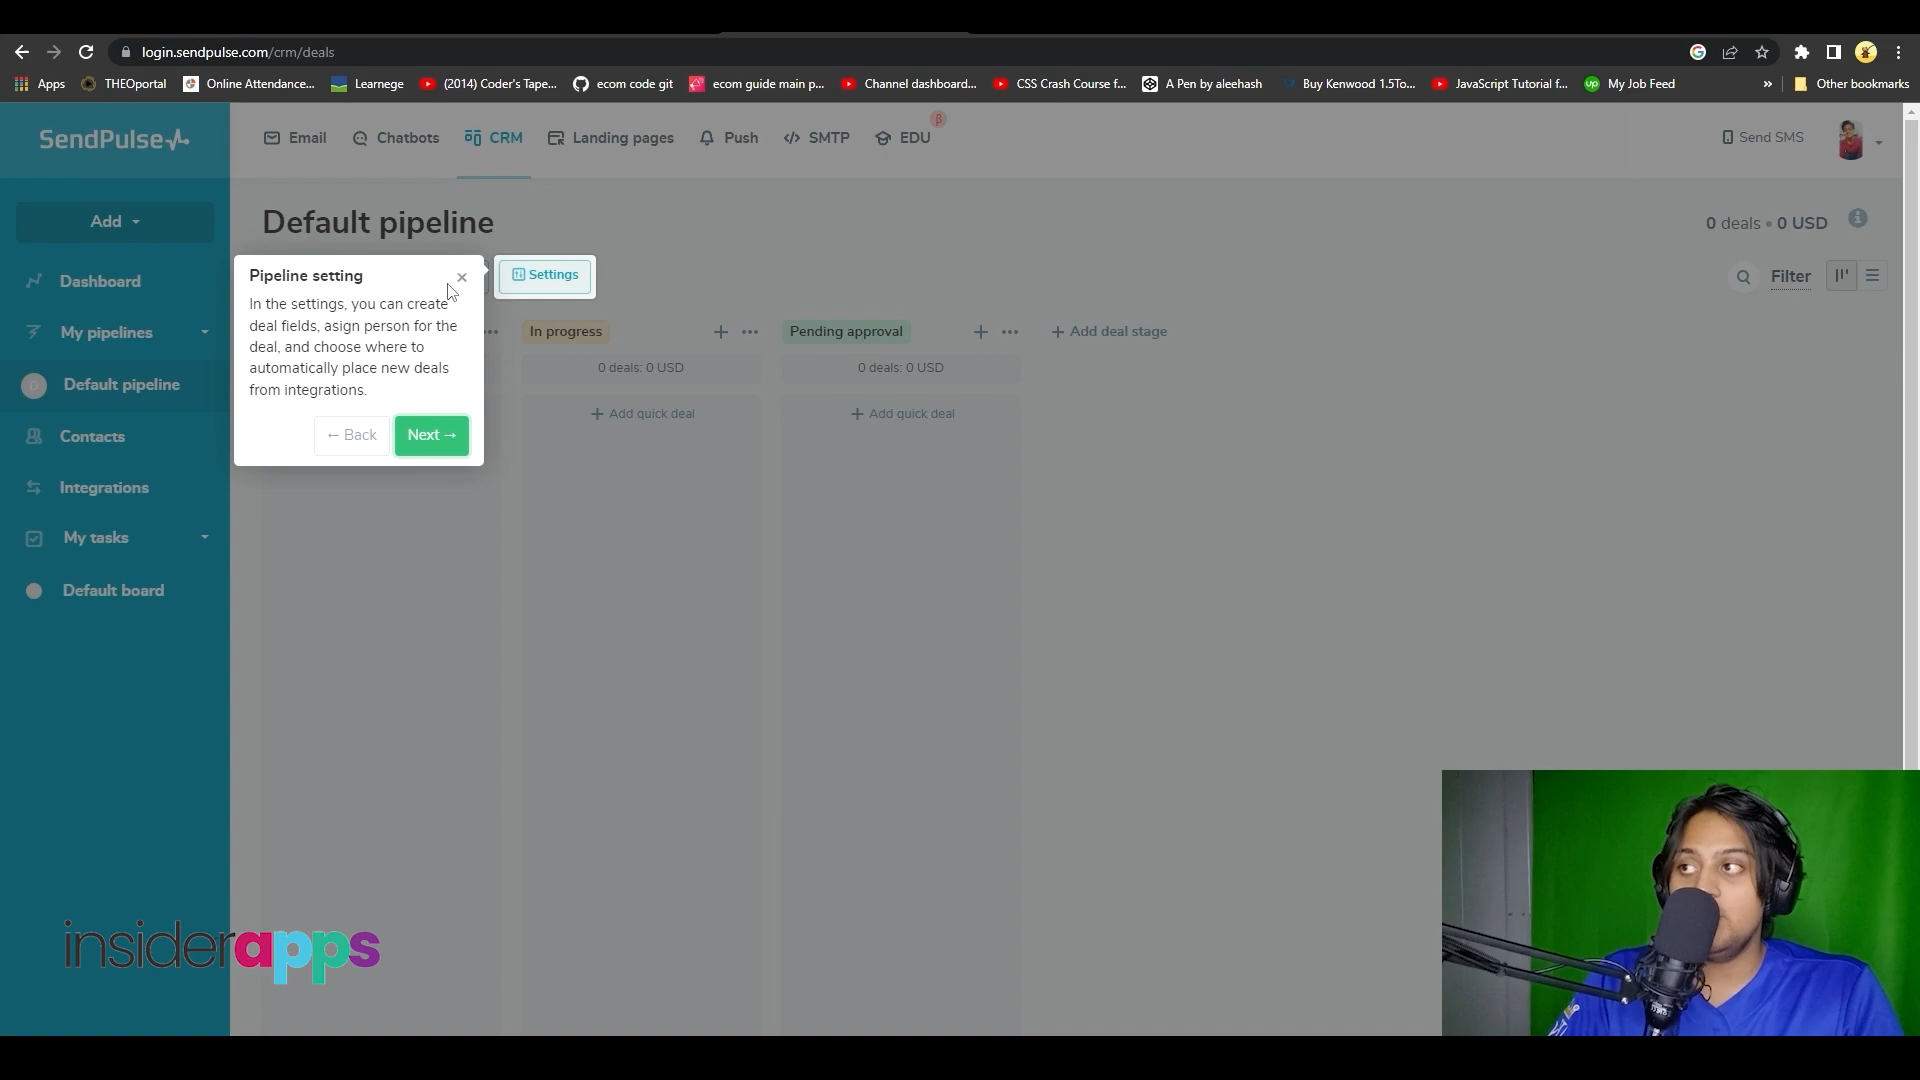 login.sendpulse.com/crm/deals
Apps THEOportal Online Attendance... Learnege (2014) Coder's Tape... ecom code git ecom guide main p... Channel dashboard... CSS Crash Course f... A Pen by aleehash Buy Kenwood 1.5To... JavaScript Tutorial f... up My Job Feed » Other bookmarks
SendPulse Email Chatbots CRM Landing pages Push </> SMTP EDU β Send SMS
Add
Default pipeline
0 deals • 0 USD
Dashboard
My pipelines
D Default pipeline
Contacts
Integrations
My tasks
Default board
Pipeline setting ×
In the settings, you can create
deal fields, asign person for the
deal, and choose where to
automatically place new deals
from integrations.
← Back Next →
Settings
Filter
In progress + ... Pending approval + ... + Add deal stage
0 deals: 0 USD 0 deals: 0 USD
+ Add quick deal + Add quick deal
insiderapps